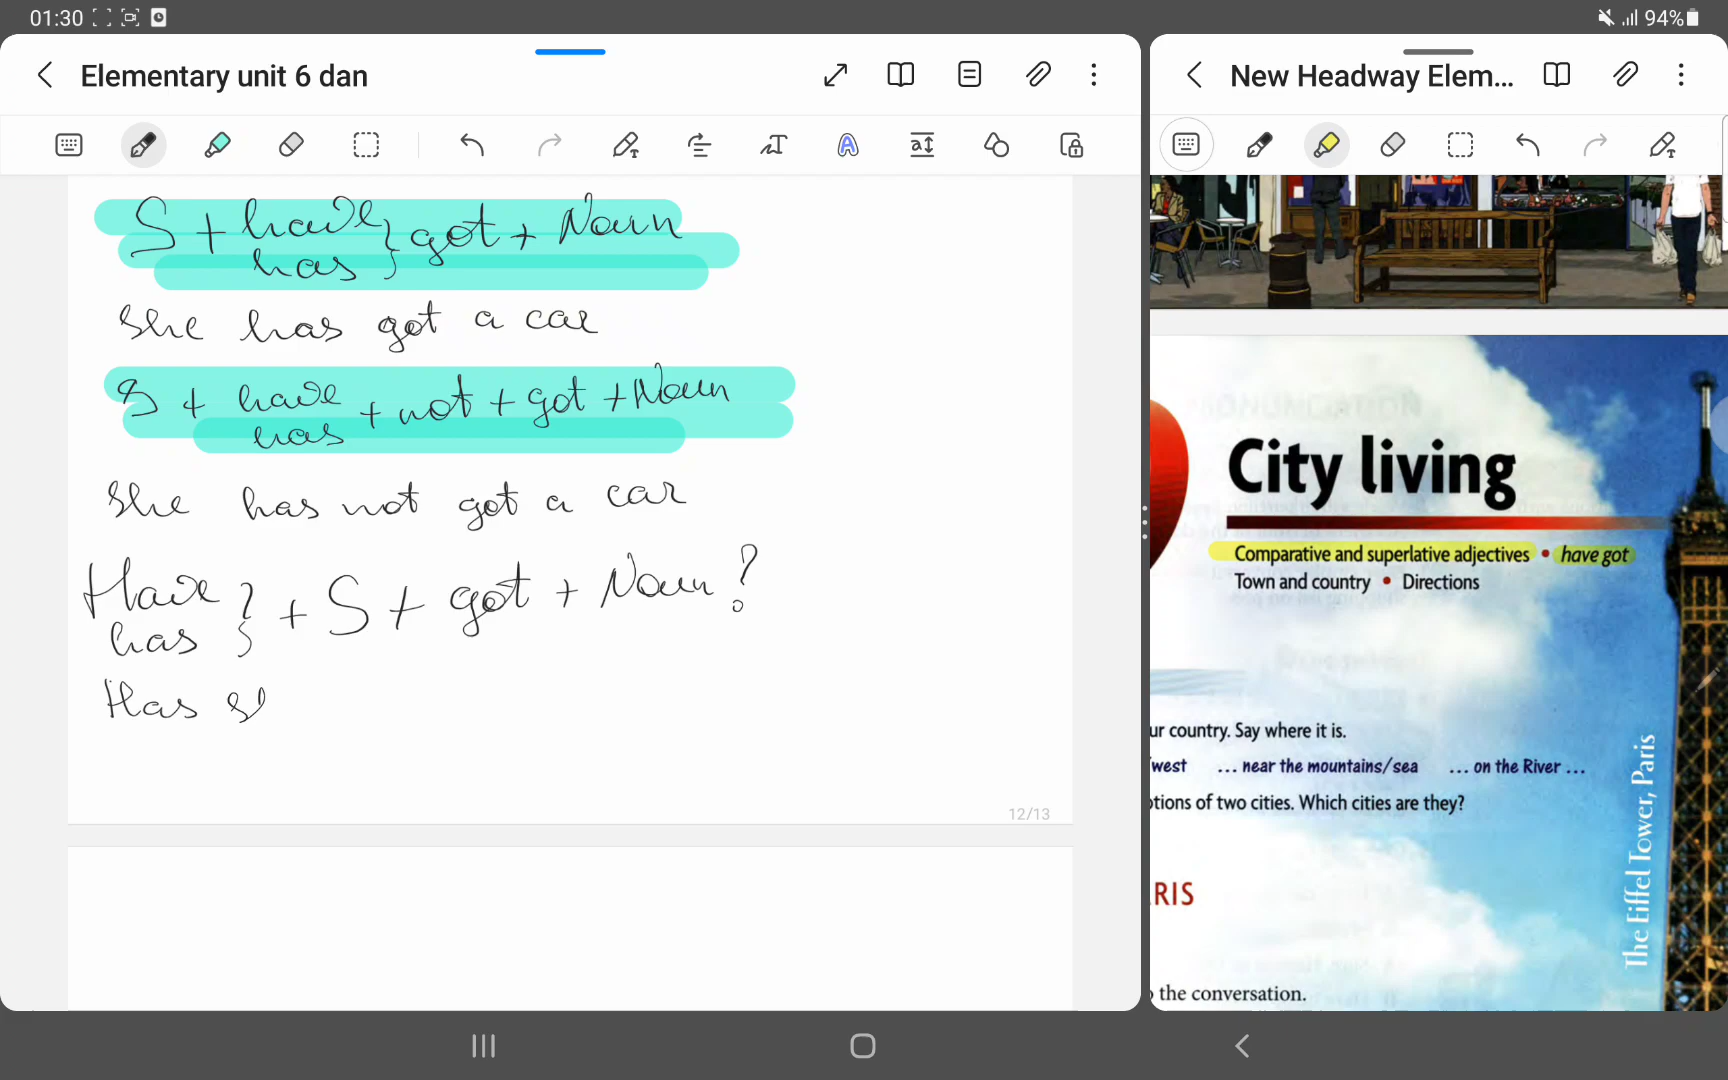 01:30
94%
Elementary unit 6 dan
S + have } got + Noun
has
She has got a car
S + have + not + got + Noun
has
She has not got a car
Have } + S + got + Noun?
has
Has s
12/13
New Headway Elem...
City living
Comparative and superlative adjectives • have got
Town and country • Directions
ur country. Say where it is.
west ... near the mountains/sea ... on the River ...
otions of two cities. Which cities are they?
RIS
The Eiffel Tower, Paris
the conversation.